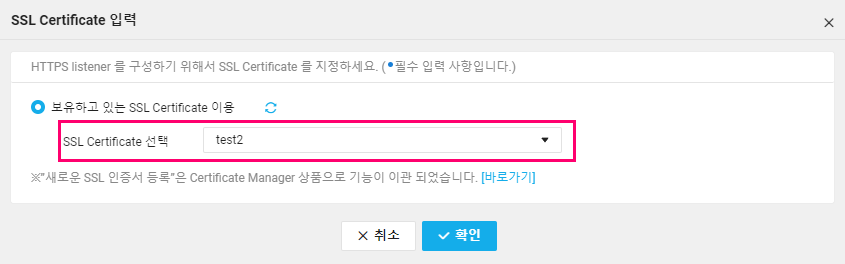 SSL Certificate 입력
HTTPS listener 를 구성하기 위해서 SSL Certificate 를 지정하세요. (•필수 입력 사항입니다.)
보유하고 있는 SSL Certificate 이용
SSL Certificate 선택 test2
※"새로운 SSL 인증서 등록"은 Certificate Manager 상품으로 기능이 이관 되었습니다. [바로가기]
취소 확인